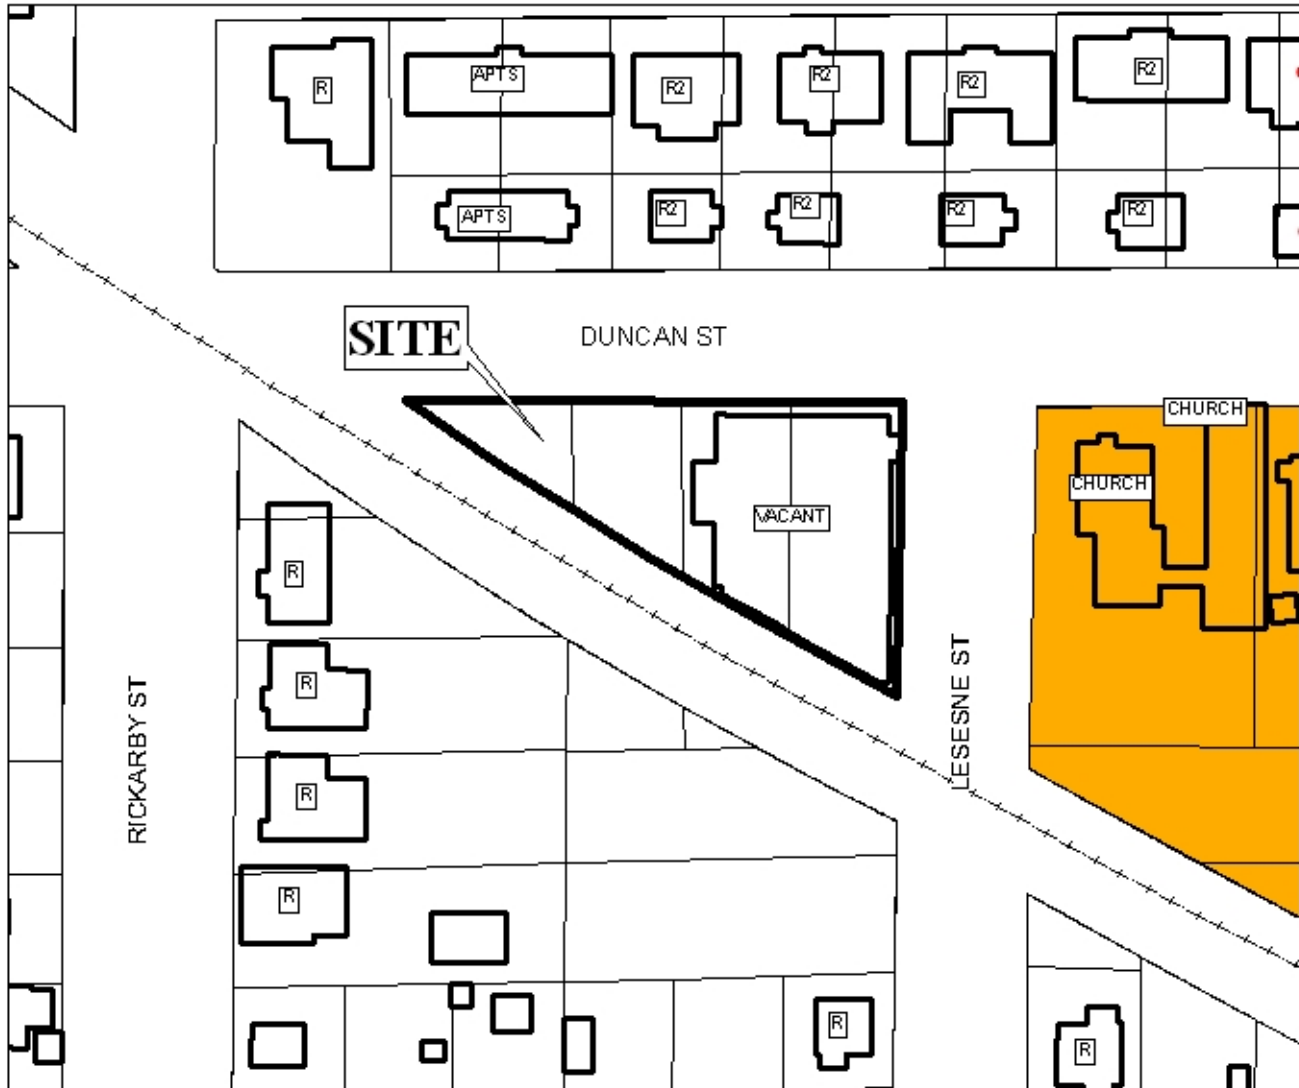 R
APTS
R2
R2
R2
R2
APTS
R2
R2
R2
R2
SITE
DUNCAN ST
CHURCH
CHURCH
VACANT
R
R
R
R
RICKARBY ST
LESESNE ST
R
R